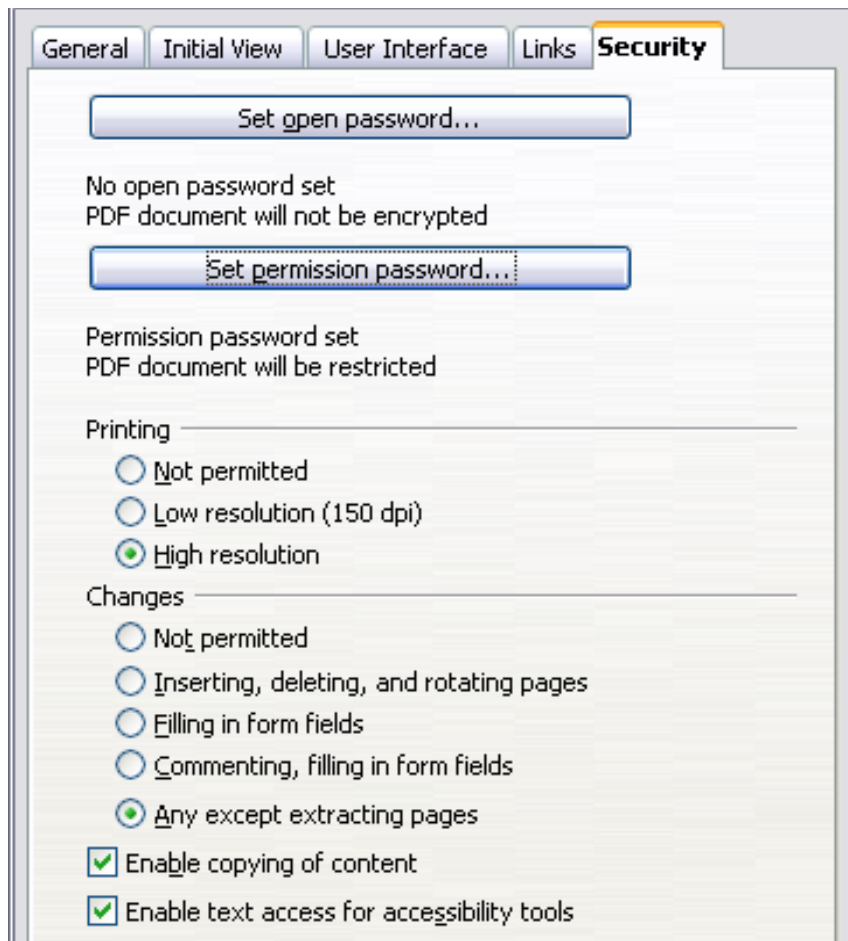 General Initial View User Interface Links Security
Set open password...
No open password set
PDF document will not be encrypted
Set permission password...
Permission password set
PDF document will be restricted
Printing
Not permitted
Low resolution (150 dpi)
High resolution
Changes
Not permitted
Inserting, deleting, and rotating pages
Filling in form fields
Commenting, filling in form fields
Any except extracting pages
Enable copying of content
Enable text access for accessibility tools